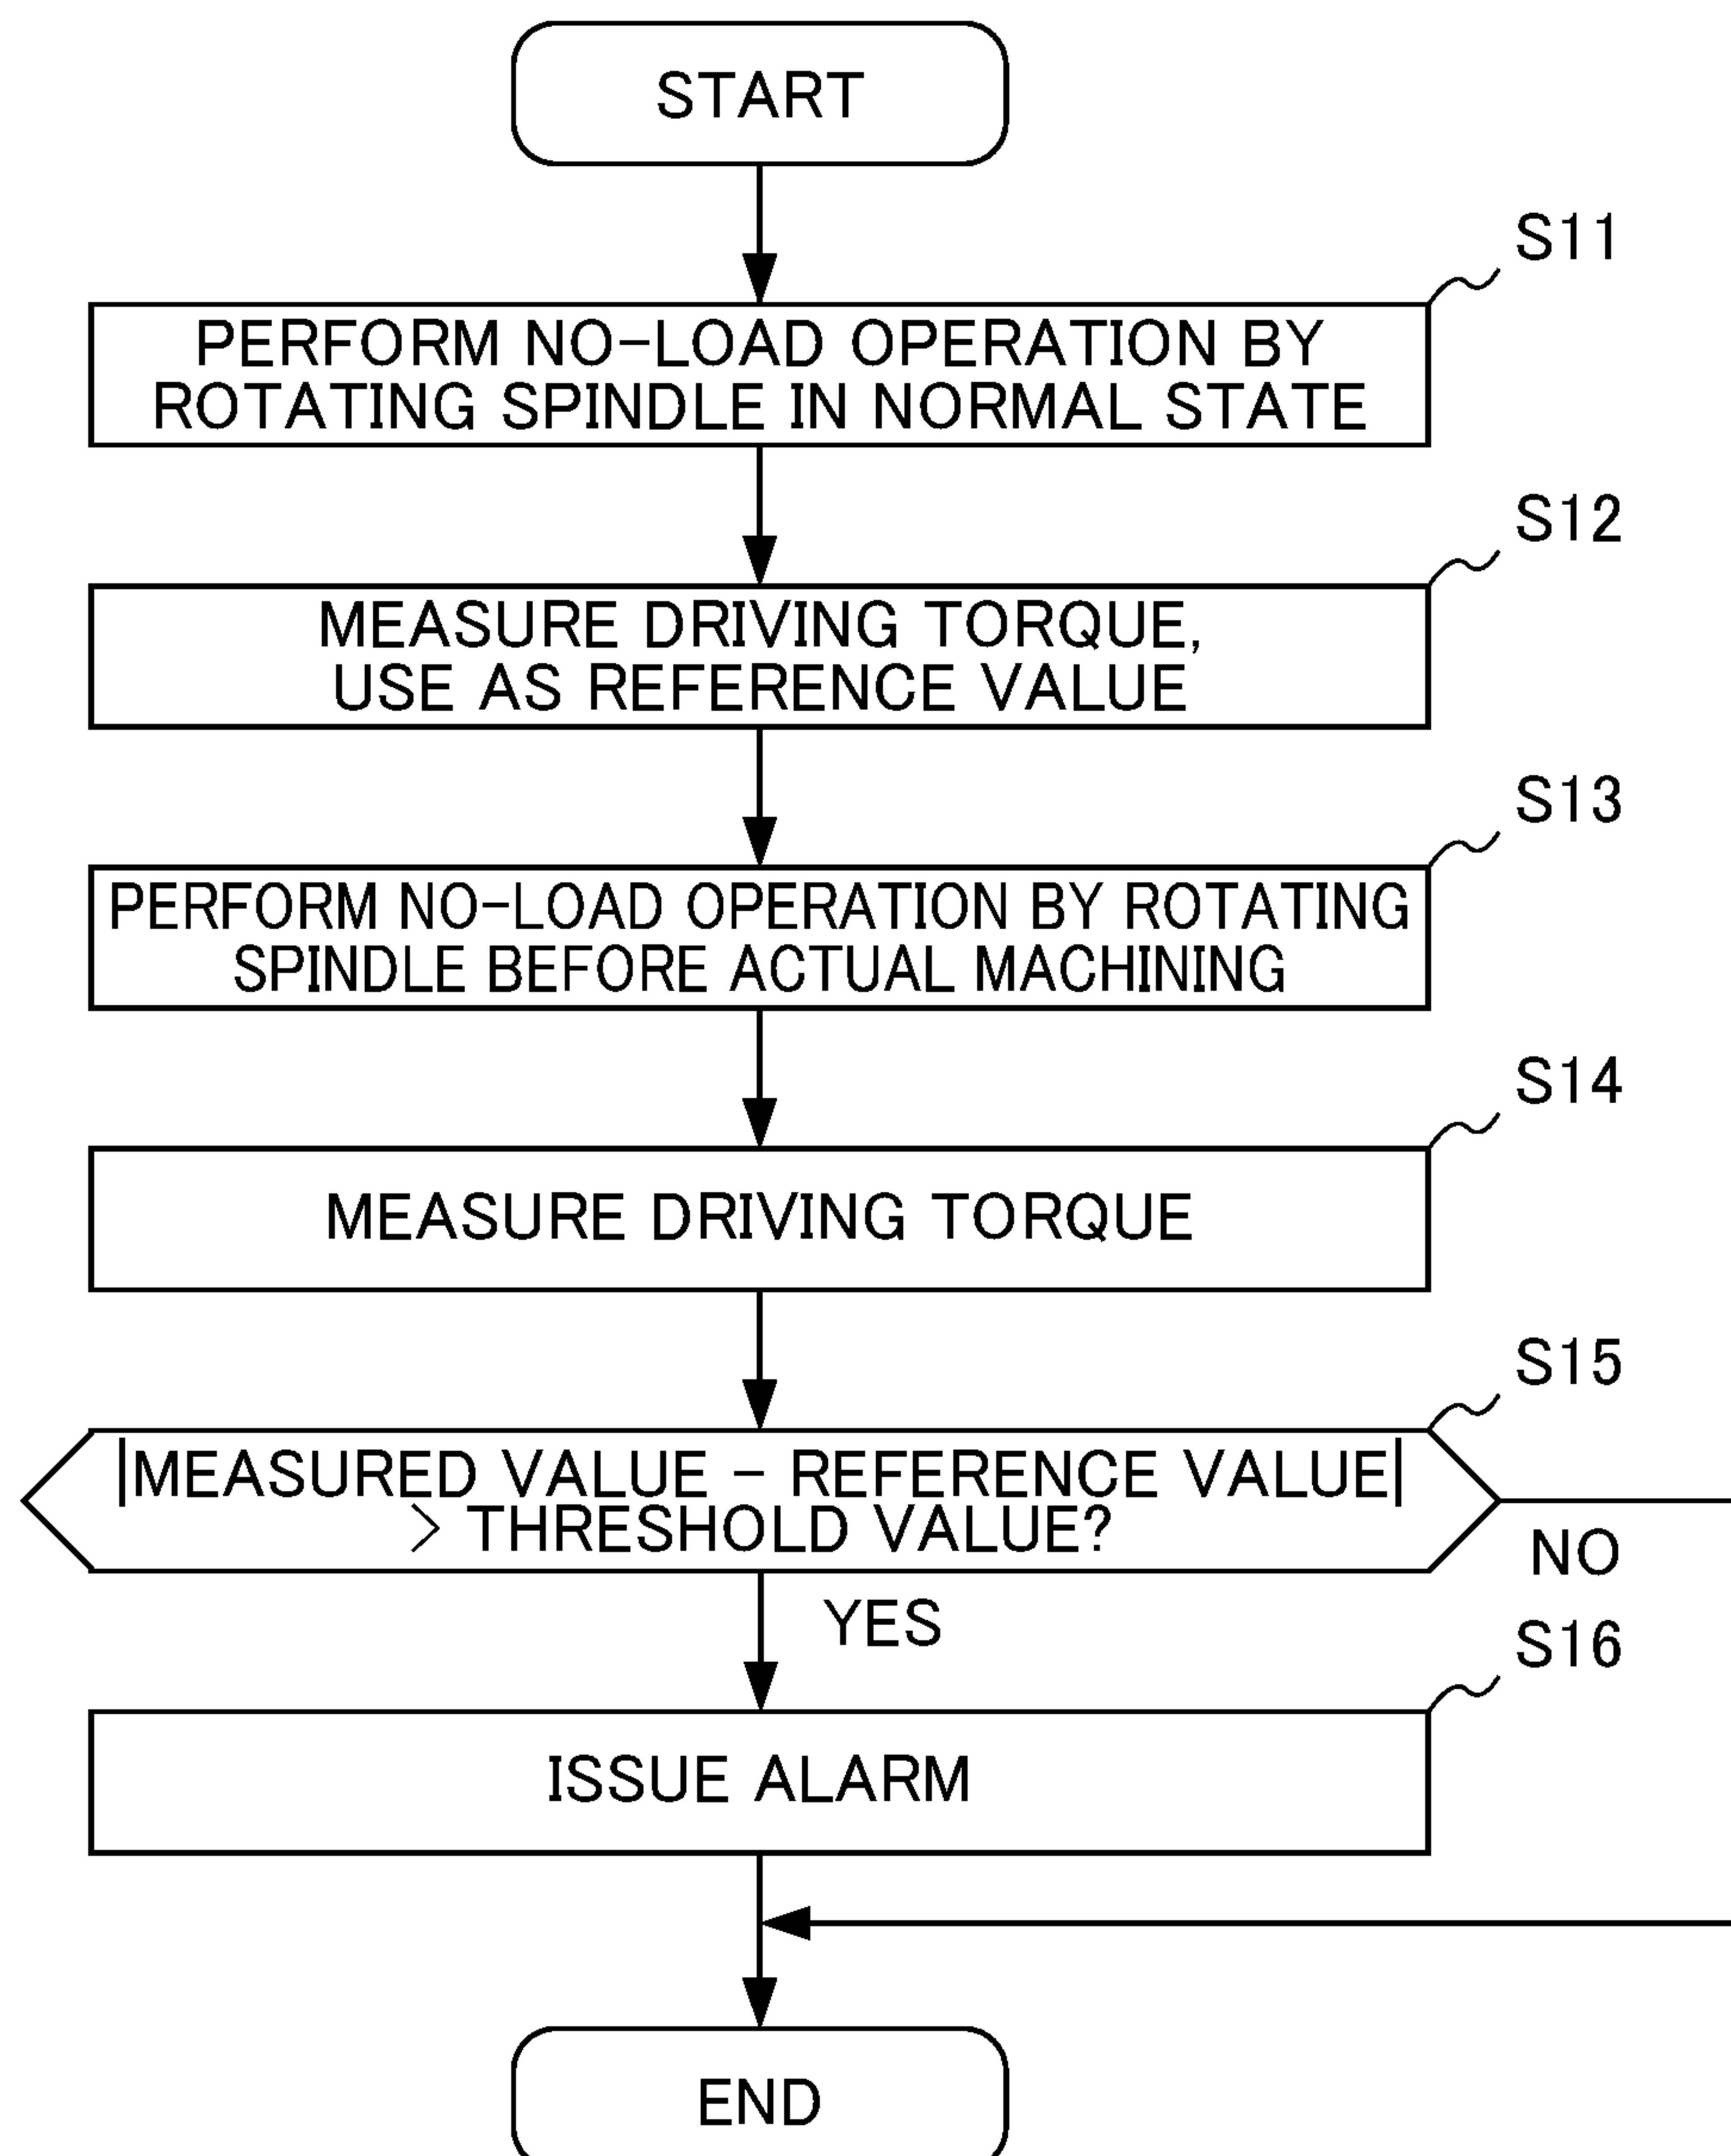 START
S11
PERFORM NO-LOAD OPERATION BY
ROTATING SPINDLE IN NORMAL STATE
S12
MEASURE DRIVING TORQUE,
USE AS REFERENCE VALUE
S13
PERFORM NO-LOAD OPERATION BY ROTATING
SPINDLE BEFORE ACTUAL MACHINING
S14
MEASURE DRIVING TORQUE
S15
|MEASURED VALUE - REFERENCE VALUE|
> THRESHOLD VALUE?
NO
YES
S16
ISSUE ALARM
END